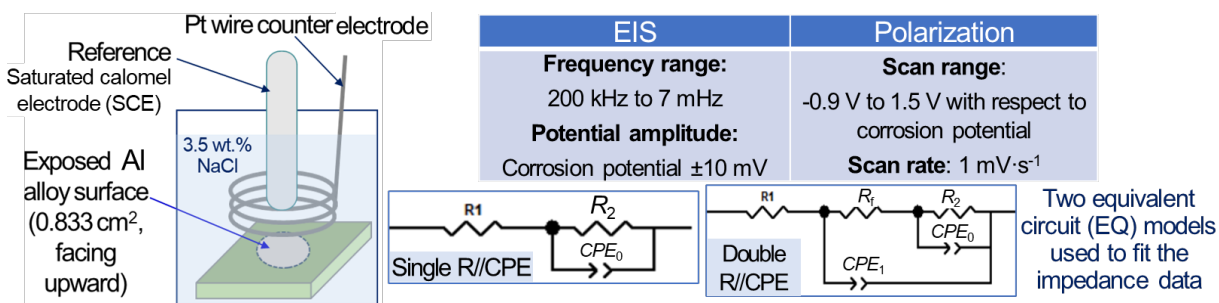 Pt wire counter electrode
Reference
Saturated calomel
electrode (SCE)
3.5 wt.%
NaCl
Exposed Al
alloy surface
(0.833 cm², 
facing
upward)
EIS
Polarization
Frequency range:
200 kHz to 7 mHz
Potential amplitude:
Corrosion potential ±10 mV
Scan range:
-0.9 V to 1.5 V with respect to
corrosion potential
Scan rate: 1 mV·s⁻¹
R1
R₂
CPE₀
Single R//CPE
R1
R_f
R₂
CPE₀
CPE₁
Double
R//CPE
Two equivalent
circuit (EQ) models
used to fit the
impedance data